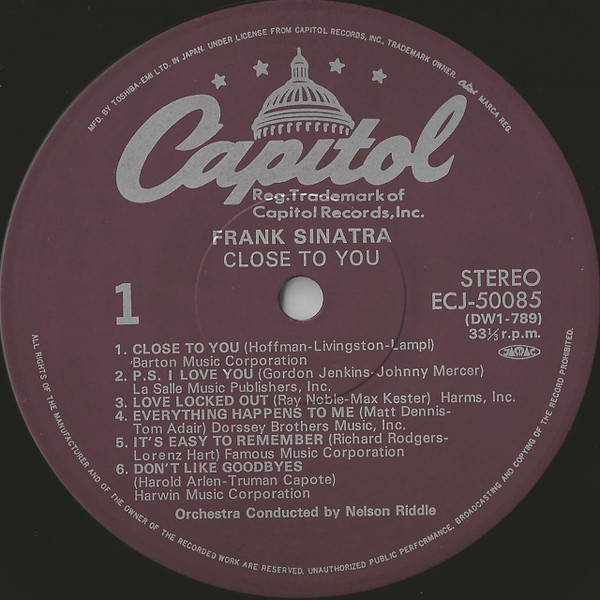 MFD. BY TOSHIBA-EMI LTD. IN JAPAN. UNDER LICENSE FROM CAPITOL RECORDS, INC., TRADEMARK OWNER. Capitol MARCA REG.
Capitol
Reg.Trademark of
Capitol Records,Inc.
FRANK SINATRA
CLOSE TO YOU
1
STEREO
ECJ-50085
(DW1-789)
33⅓ r.p.m.
JASRAC
1. CLOSE TO YOU (Hoffman-Livingston-Lampl)
Barton Music Corporation
2. P.S. I LOVE YOU (Gordon Jenkins-Johnny Mercer)
La Salle Music Publishers, Inc.
3. LOVE LOCKED OUT (Ray Noble-Max Kester) Harms, Inc.
4. EVERYTHING HAPPENS TO ME (Matt Dennis-
Tom Adair) Dorssey Brothers Music, Inc.
5. IT'S EASY TO REMEMBER (Richard Rodgers-
Lorenz Hart) Famous Music Corporation
6. DON'T LIKE GOODBYES
(Harold Arlen-Truman Capote)
Harwin Music Corporation
Orchestra Conducted by Nelson Riddle
ALL RIGHTS OF THE MANUFACTURER AND OF THE OWNER OF THE RECORDED WORK ARE RESERVED. UNAUTHORIZED PUBLIC PERFORMANCE, BROADCASTING AND COPYING OF THE RECORD PROHIBITED.